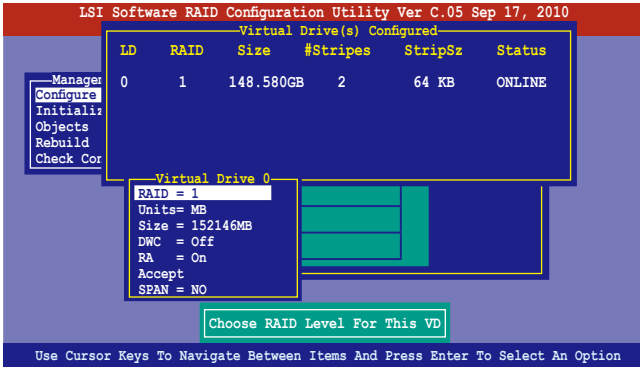 LSI Software RAID Configuration Utility Ver C.05 Sep 17, 2010
Virtual Drive(s) Configured
LD RAID Size #Stripes StripSz Status
0 1 148.580GB 2 64 KB ONLINE
Manager
Configure
Initializ
Objects
Rebuild
Check Con
Virtual Drive 0
RAID = 1
Units= MB
Size = 152146MB
DWC = Off
RA = On
Accept
SPAN = NO
Choose RAID Level For This VD
Use Cursor Keys To Navigate Between Items And Press Enter To Select An Option